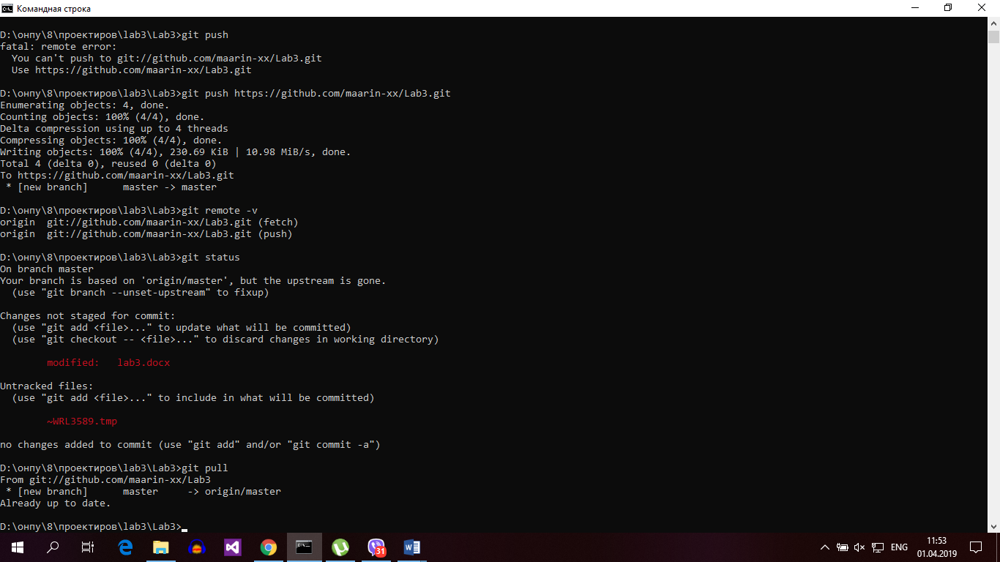 Командная строка
D:\онпу\8\проектиров\lab3\Lab3>git push
fatal: remote error:
  You can't push to git://github.com/maarin-xx/Lab3.git
  Use https://github.com/maarin-xx/Lab3.git
D:\онпу\8\проектиров\lab3\Lab3>git push https://github.com/maarin-xx/Lab3.git
Enumerating objects: 4, done.
Counting objects: 100% (4/4), done.
Delta compression using up to 4 threads
Compressing objects: 100% (4/4), done.
Writing objects: 100% (4/4), 230.69 KiB | 10.98 MiB/s, done.
Total 4 (delta 0), reused 0 (delta 0)
To https://github.com/maarin-xx/Lab3.git
 * [new branch]      master -> master
D:\онпу\8\проектиров\lab3\Lab3>git remote -v
origin  git://github.com/maarin-xx/Lab3.git (fetch)
origin  git://github.com/maarin-xx/Lab3.git (push)
D:\онпу\8\проектиров\lab3\Lab3>git status
On branch master
Your branch is based on 'origin/master', but the upstream is gone.
  (use "git branch --unset-upstream" to fixup)
Changes not staged for commit:
  (use "git add <file>..." to update what will be committed)
  (use "git checkout -- <file>..." to discard changes in working directory)
        modified:   lab3.docx
Untracked files:
  (use "git add <file>..." to include in what will be committed)
        ~WRL3589.tmp
no changes added to commit (use "git add" and/or "git commit -a")
D:\онпу\8\проектиров\lab3\Lab3>git pull
From git://github.com/maarin-xx/Lab3
 * [new branch]      master     -> origin/master
Already up to date.
D:\онпу\8\проектиров\lab3\Lab3>
31
ENG
11:53
01.04.2019